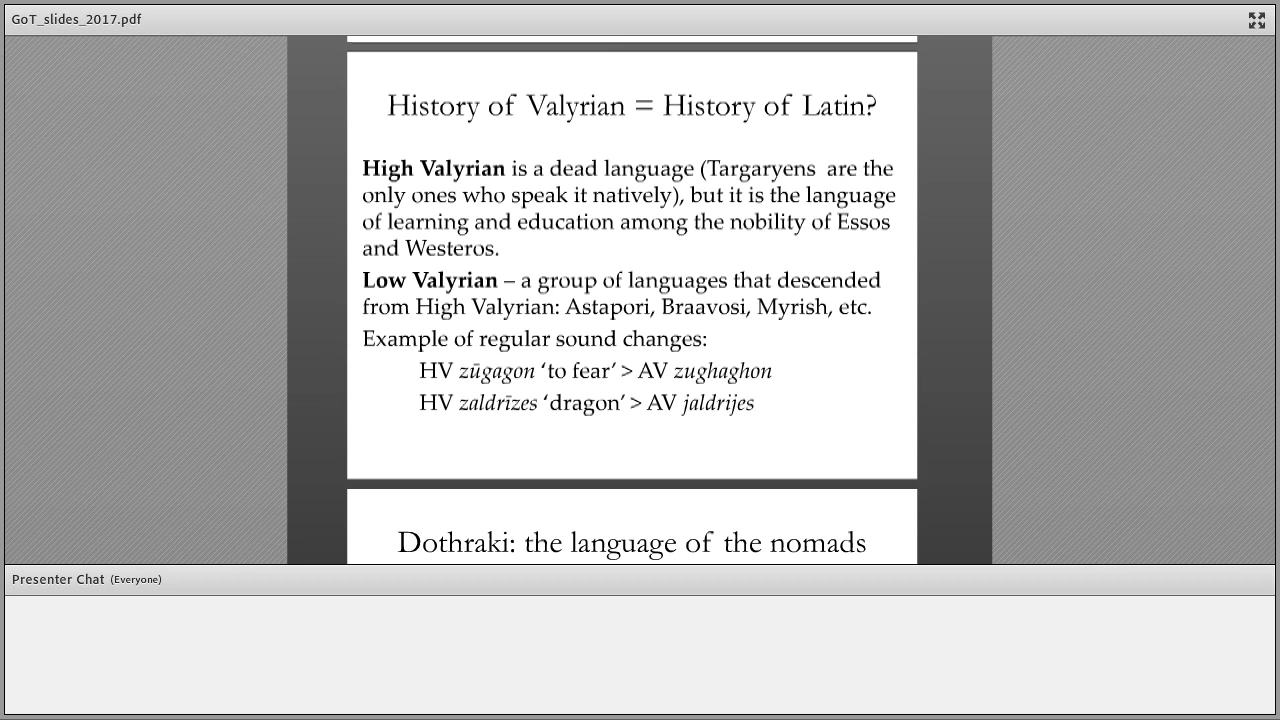 GoT_slides_2017.pdf
History of Valyrian = History of Latin?
High Valyrian is a dead language (Targaryens are the
only ones who speak it natively), but it is the language
of learning and education among the nobility of Essos
and Westeros.
Low Valyrian – a group of languages that descended
from High Valyrian: Astapori, Braavosi, Myrish, etc.
Example of regular sound changes:
HV zūgagon ‘to fear’ > AV zughaghon
HV zaldrīzes ‘dragon’ > AV jaldrijes
Dothraki: the language of the nomads
Presenter Chat (Everyone)